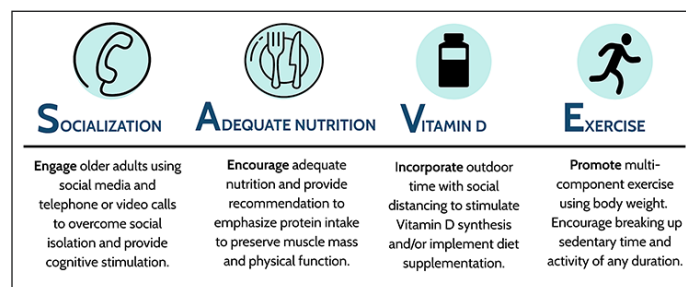 SOCIALIZATION
Engage older adults using
social media and
telephone or video calls
to overcome social
isolation and provide
cognitive stimulation.
ADEQUATE NUTRITION
Encourage adequate
nutrition and provide
recommendation to
emphasize protein intake
to preserve muscle mass
and physical function.
VITAMIN D
Incorporate outdoor
time with social
distancing to stimulate
Vitamin D synthesis
and/or implement diet
supplementation.
EXERCISE
Promote multi-
component exercise
using body weight.
Encourage breaking up
sedentary time and
activity of any duration.